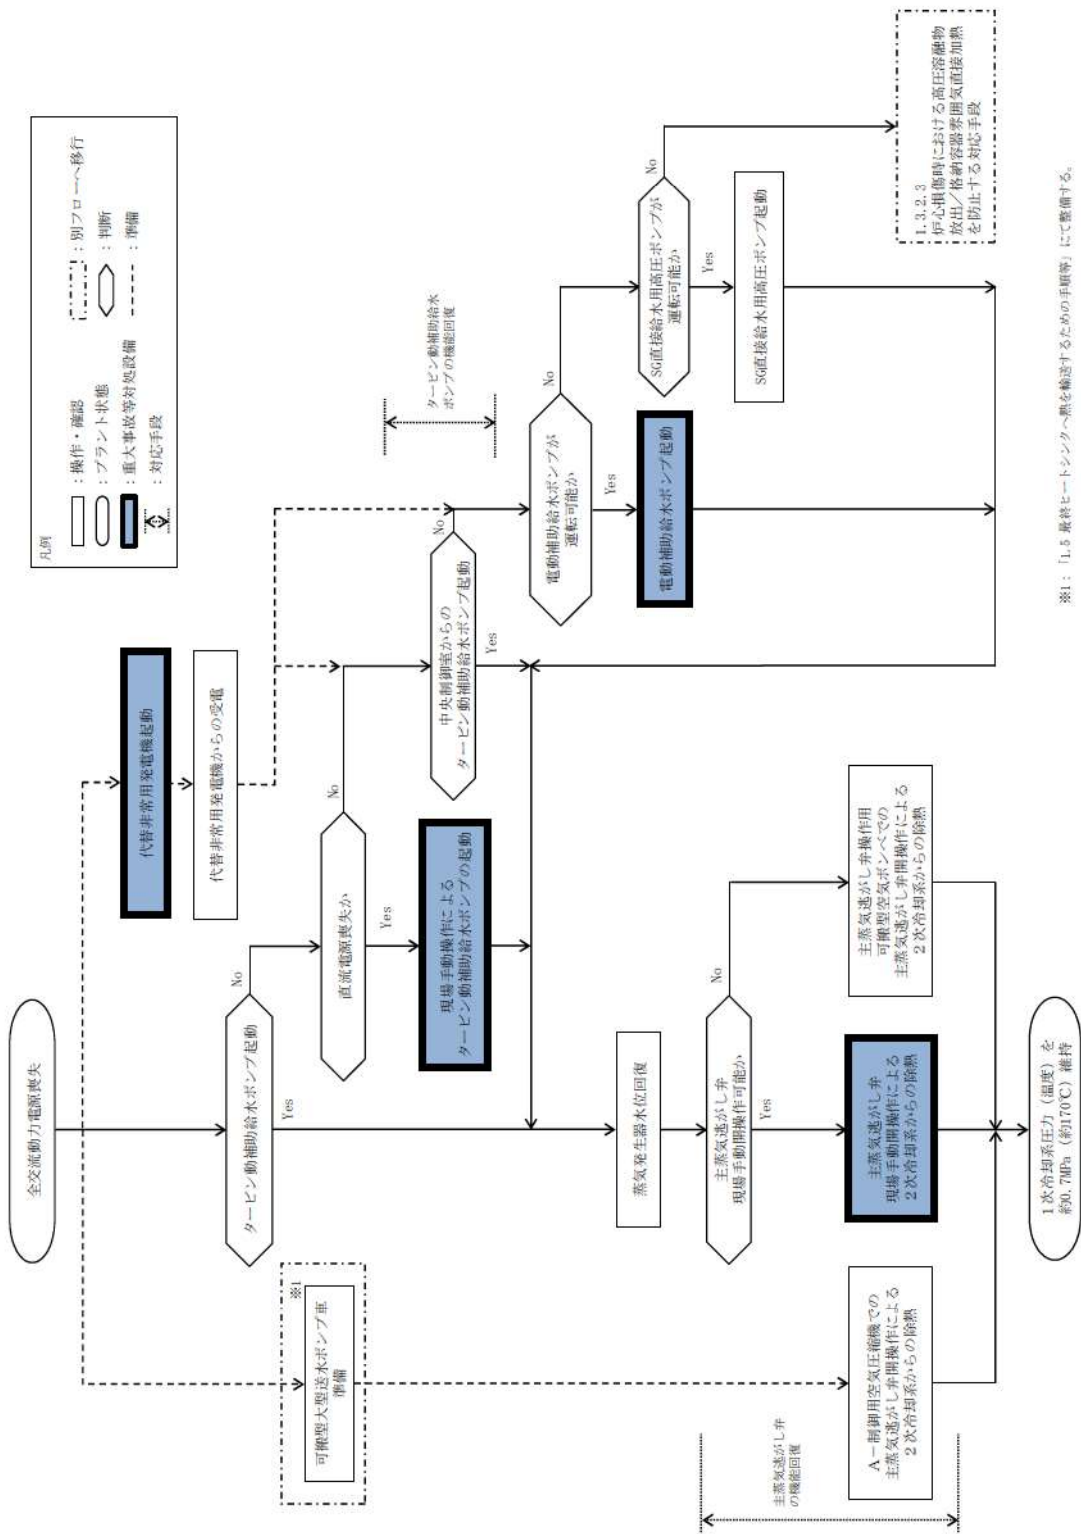 凡例
：操作・確認
：プラント状態
：重大事故等対処設備
：対応手段
：別フローへ移行
：判断
：準備
全交流動力電源喪失
代替非常用発電機起動
代替非常用発電機からの受電
※1
可搬型大型送水ポンプ車
準備
タービン動補助給水ポンプ起動
Yes
No
直流電源喪失か
Yes
No
現場手動操作による
タービン動補助給水ポンプの起動
中央制御室からの
タービン動補助給水ポンプ起動
Yes
No
タービン動補助給水
ポンプの機能回復
電動補助給水ポンプが
運転可能か
Yes
No
電動補助給水ポンプ起動
SG直接給水用高圧ポンプが
運転可能か
Yes
No
SG直接給水用高圧ポンプ起動
1.3.2.3
炉心損傷時における高圧溶融物
放出／格納容器雰囲気直接加熱
を防止する対応手段
蒸気発生器水位回復
主蒸気逃がし弁
現場手動開操作可能か
Yes
No
主蒸気逃がし弁
の機能回復
A－制御用空気圧縮機での
主蒸気逃がし弁開操作による
2次冷却系からの除熱
主蒸気逃がし弁
現場手動開操作による
2次冷却系からの除熱
主蒸気逃がし弁操作用
可搬型空気ボンベでの
主蒸気逃がし弁開操作による
2次冷却系からの除熱
1次冷却系圧力（温度）を
約0.7MPa（約170℃）維持
※1：「1.5 最終ヒートシンクへ熱を輸送するための手順等」にて整備する。